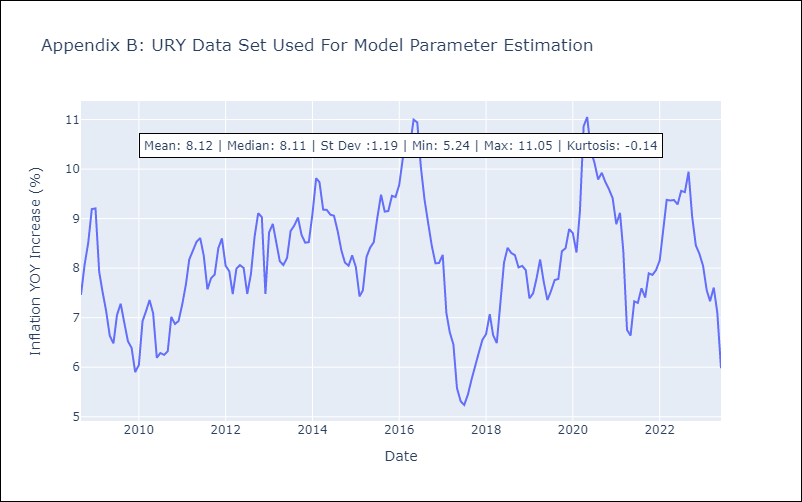 Appendix B: URY Data Set Used For Model Parameter Estimation
11
Mean: 8.12 | Median: 8.11 | St Dev :1.19 | Min: 5.24 | Max: 11.05 | Kurtosis: -0.14
10
9
8
7
6
5
Inflation YOY Increase (%)
2010 2012 2014 2016 2018 2020 2022
Date